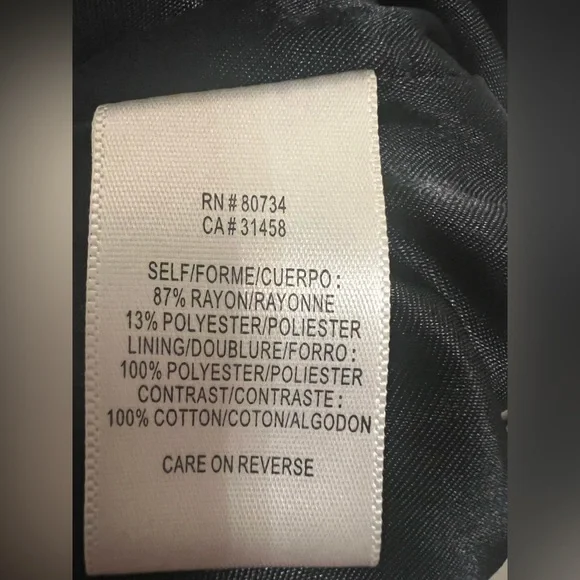 RN # 80734
CA # 31458
SELF/FORME/CUERPO :
87% RAYON/RAYONNE
13% POLYESTER/POLIESTER
LINING/DOUBLURE/FORRO :
100% POLYESTER/POLIESTER
CONTRAST/CONTRASTE :
100% COTTON/COTON/ALGODON
CARE ON REVERSE